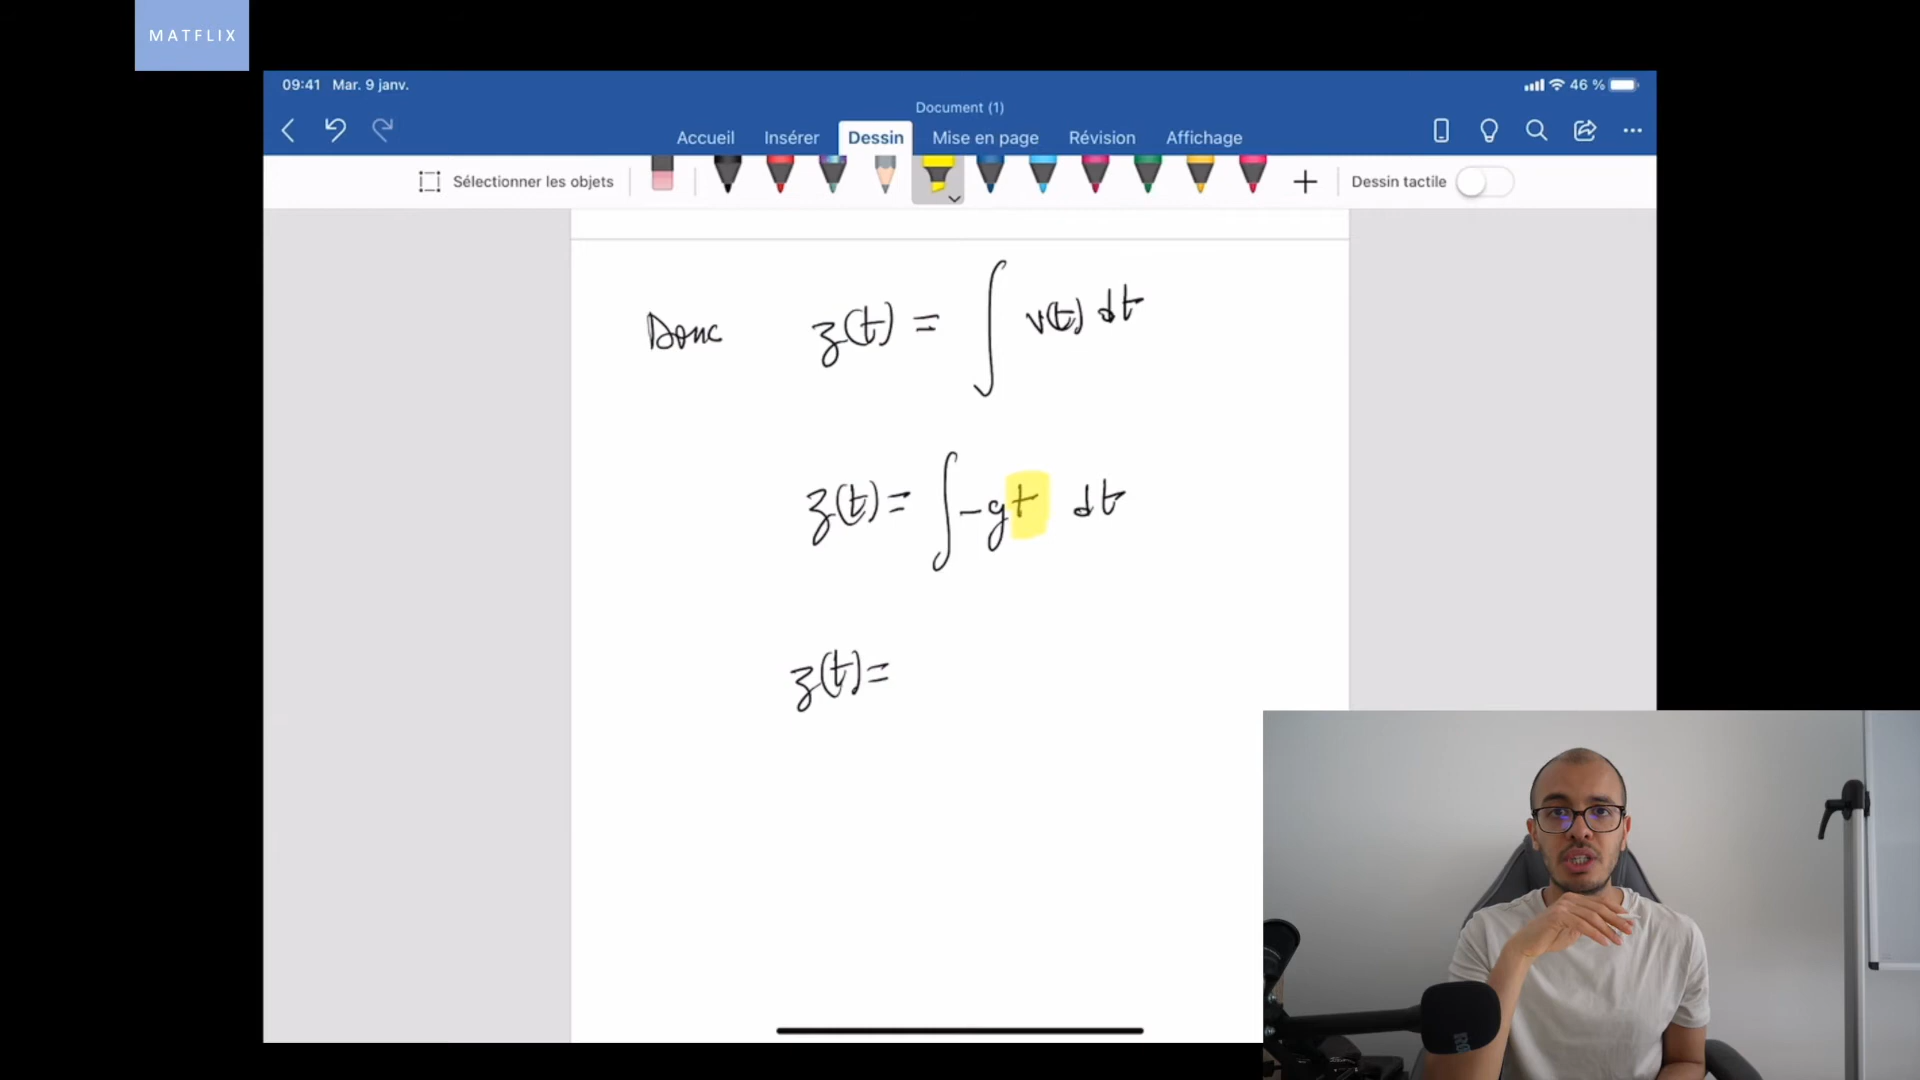 MATFLIX
09:41 Mar. 9 janv.
46 %
Document (1)
Accueil Insérer Dessin Mise en page Révision Affichage
Sélectionner les objets
Dessin tactile
Donc z(t) = ∫ v(t) dt
z(t) = ∫ -gt dt
z(t) =